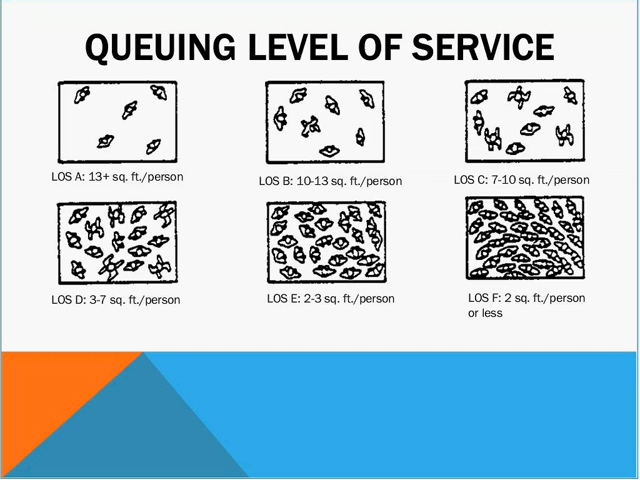 QUEUING LEVEL OF SERVICE
LOS A: 13+ sq. ft./person
LOS B: 10-13 sq. ft./person
LOS C: 7-10 sq. ft./person
LOS D: 3-7 sq. ft./person
LOS E: 2-3 sq. ft./person
LOS F: 2 sq. ft./person
or less